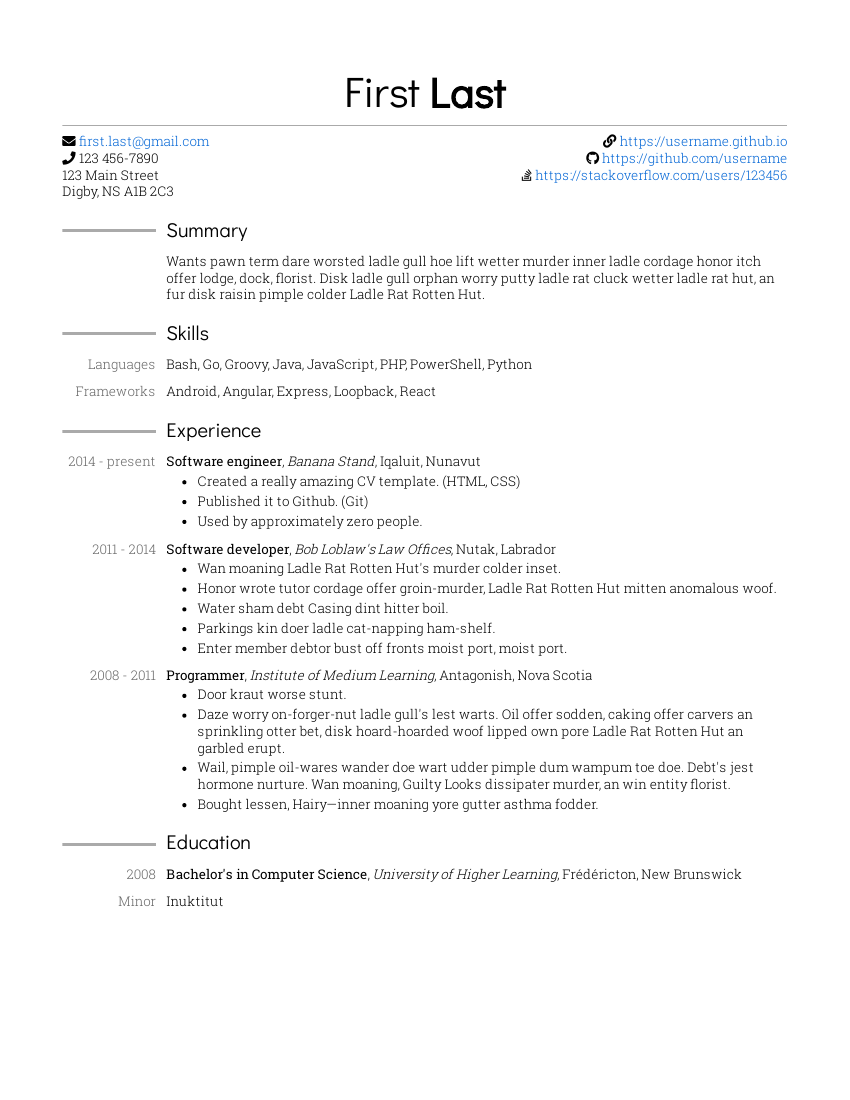 First Last
first.last@gmail.com
123 456-7890
123 Main Street
Digby, NS A1B 2C3
https://username.github.io
https://github.com/username
https://stackoverflow.com/users/123456
Summary
Wants pawn term dare worsted ladle gull hoe lift wetter murder inner ladle cordage honor itch
offer lodge, dock, florist. Disk ladle gull orphan worry putty ladle rat cluck wetter ladle rat hut, an
fur disk raisin pimple colder Ladle Rat Rotten Hut.
Skills
Languages Bash, Go, Groovy, Java, JavaScript, PHP, PowerShell, Python
Frameworks Android, Angular, Express, Loopback, React
Experience
2014 - present Software engineer, Banana Stand, Iqaluit, Nunavut
• Created a really amazing CV template. (HTML, CSS)
• Published it to Github. (Git)
• Used by approximately zero people.
2011 - 2014 Software developer, Bob Loblaw's Law Offices, Nutak, Labrador
• Wan moaning Ladle Rat Rotten Hut's murder colder inset.
• Honor wrote tutor cordage offer groin-murder, Ladle Rat Rotten Hut mitten anomalous woof.
• Water sham debt Casing dint hitter boil.
• Parkings kin doer ladle cat-napping ham-shelf.
• Enter member debtor bust off fronts moist port, moist port.
2008 - 2011 Programmer, Institute of Medium Learning, Antagonish, Nova Scotia
• Door kraut worse stunt.
• Daze worry on-forger-nut ladle gull's lest warts. Oil offer sodden, caking offer carvers an
sprinkling otter bet, disk hoard-hoarded woof lipped own pore Ladle Rat Rotten Hut an
garbled erupt.
• Wail, pimple oil-wares wander doe wart udder pimple dum wampum toe doe. Debt's jest
hormone nurture. Wan moaning, Guilty Looks dissipater murder, an win entity florist.
• Bought lessen, Hairy—inner moaning yore gutter asthma fodder.
Education
2008 Bachelor's in Computer Science, University of Higher Learning, Frédéricton, New Brunswick
Minor Inuktitut